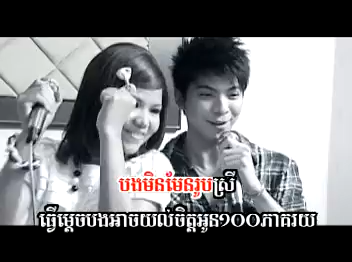 បងមិនមែនរូបស្រី
ធ្វើម្ដេចបងអាចយល់ចិត្តអូន១០០ភាគរយ